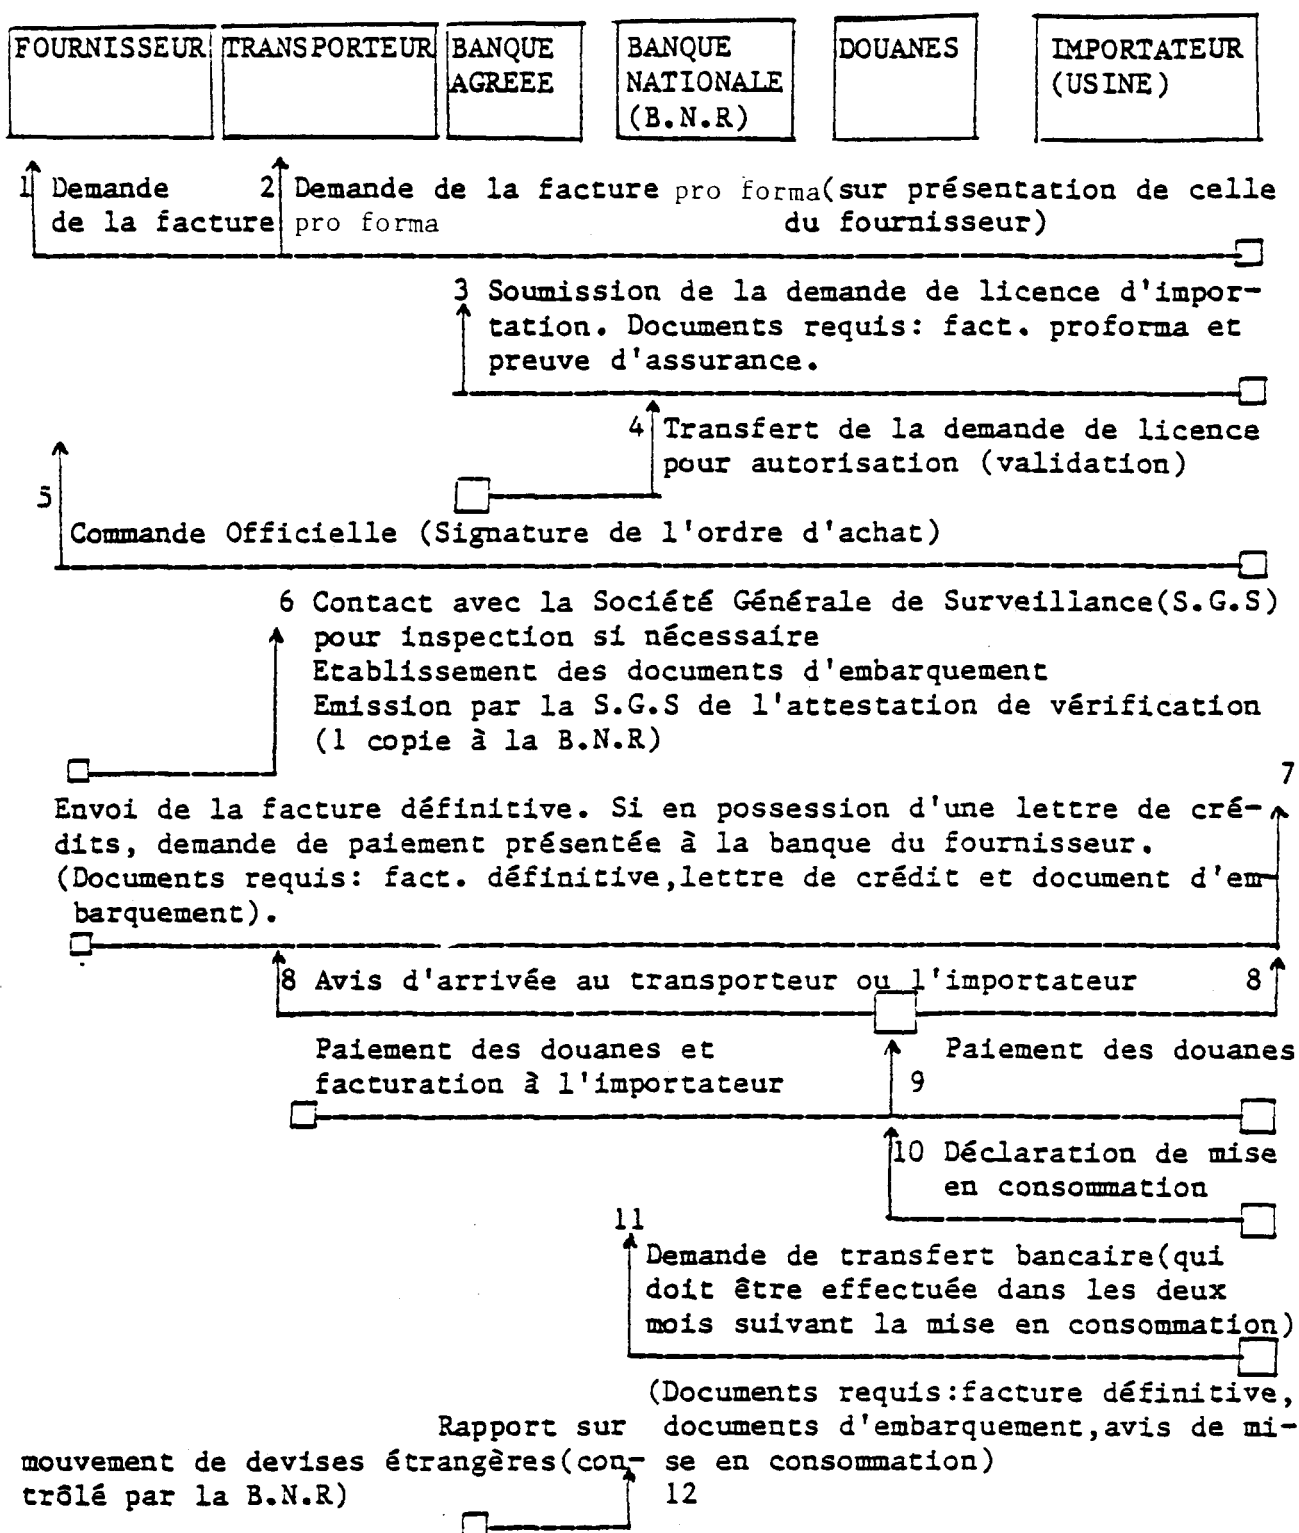 FOURNISSEUR TRANSPORTEUR BANQUE AGREEE BANQUE NATIONALE (B.N.R) DOUANES IMPORTATEUR (USINE)
1 Demande 2 Demande de la facture pro forma(sur présentation de celle
de la facture pro forma du fournisseur)
3 Soumission de la demande de licence d'impor-
tation. Documents requis: fact. proforma et
preuve d'assurance.
4 Transfert de la demande de licence
pour autorisation (validation)
5
Commande Officielle (Signature de l'ordre d'achat)
6 Contact avec la Société Générale de Surveillance(S.G.S)
pour inspection si nécessaire
Etablissement des documents d'embarquement
Emission par la S.G.S de l'attestation de vérification
(1 copie à la B.N.R)
7
Envoi de la facture définitive. Si en possession d'une lettre de cré-
dits, demande de paiement présentée à la banque du fournisseur.
(Documents requis: fact. définitive,lettre de crédit et document d'em-
barquement).
8 Avis d'arrivée au transporteur ou l'importateur 8
Paiement des douanes et Paiement des douanes
facturation à l'importateur 9
10 Déclaration de mise
en consommation
11
Demande de transfert bancaire(qui
doit être effectuée dans les deux
mois suivant la mise en consommation)
(Documents requis:facture définitive,
Rapport sur documents d'embarquement,avis de mi-
mouvement de devises étrangères(con- se en consommation)
trôlé par la B.N.R) 12